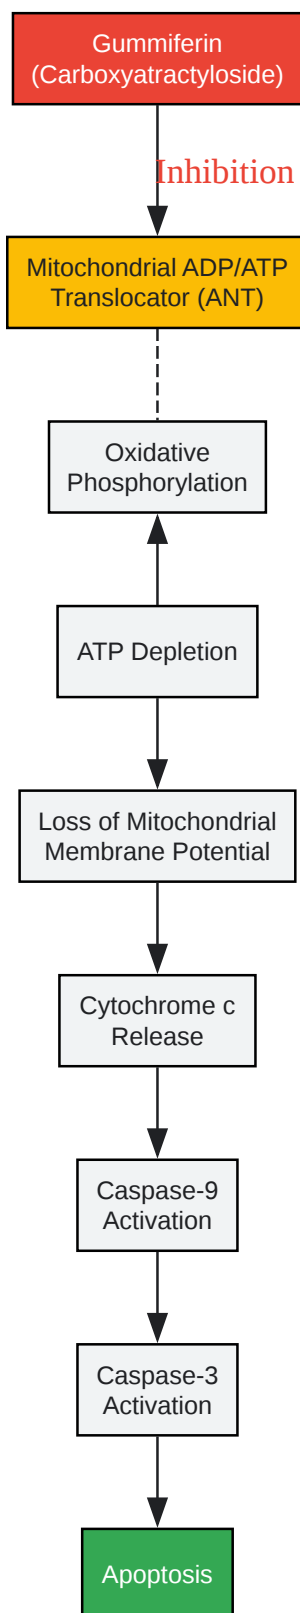 Gummiferin
(Carboxyatractyloside)
Inhibition
Mitochondrial ADP/ATP
Translocator (ANT)
Oxidative
Phosphorylation
ATP Depletion
Loss of Mitochondrial
Membrane Potential
Cytochrome c
Release
Caspase-9
Activation
Caspase-3
Activation
Apoptosis